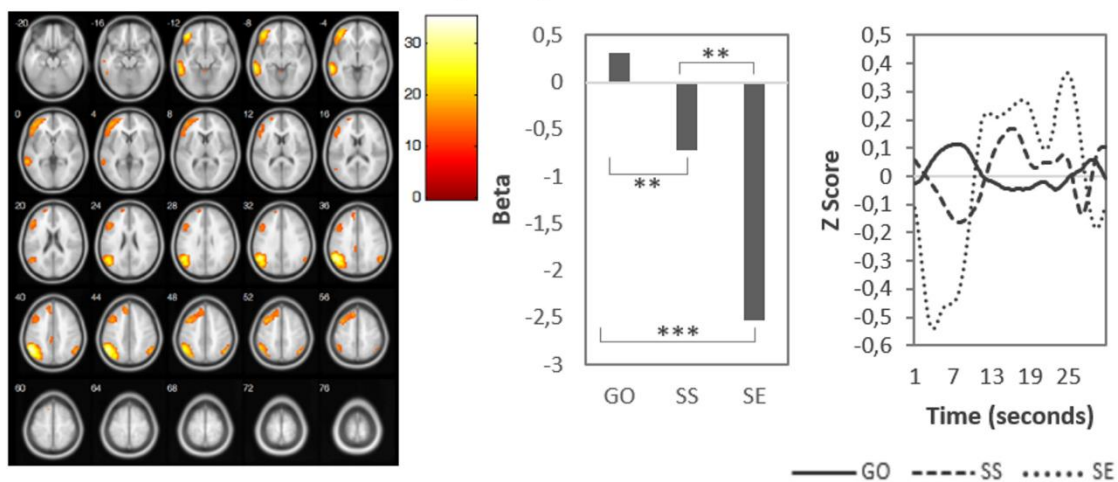 -20 -16 -12 -8 -4
0 4 8 12 16
20 24 28 32 36
40 44 48 52 56
60 64 68 72 76
30
20
10
0
Beta
0,5
0
-0,5
-1
-1,5
-2
-2,5
-3
**
**
***
GO SS SE
Z Score
0,5
0,4
0,3
0,2
0,1
0
-0,1
-0,2
-0,3
-0,4
-0,5
-0,6
1 7 13 19 25
Time (seconds)
GO SS SE